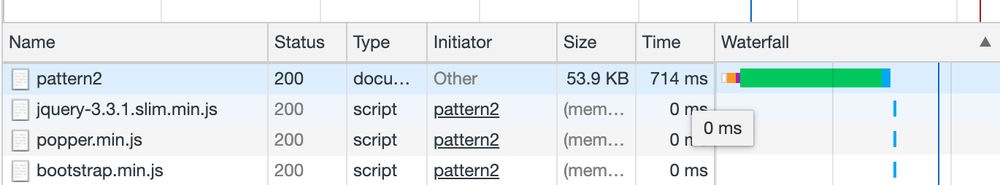 Name Status Type Initiator Size Time Waterfall ▲
pattern2 200 docu... Other 53.9 KB 714 ms
jquery-3.3.1.slim.min.js 200 script pattern2 (mem... 0 ms
popper.min.js 200 script pattern2 (mem... 0
0 ms
bootstrap.min.js 200 script pattern2 (mem... 0 ms